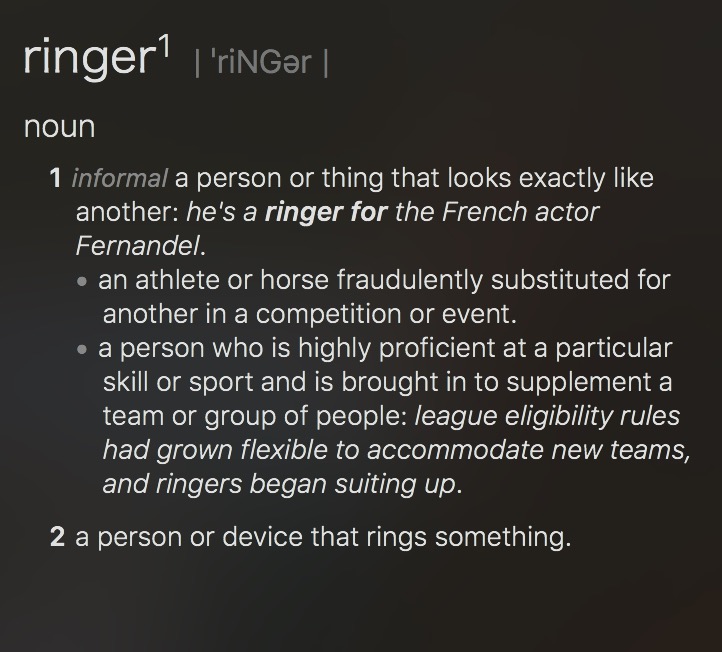 ringer¹ | ˈriNGər |
noun
1 informal a person or thing that looks exactly like
another: he's a ringer for the French actor
Fernandel.
• an athlete or horse fraudulently substituted for
another in a competition or event.
• a person who is highly proficient at a particular
skill or sport and is brought in to supplement a
team or group of people: league eligibility rules
had grown flexible to accommodate new teams,
and ringers began suiting up.
2 a person or device that rings something.